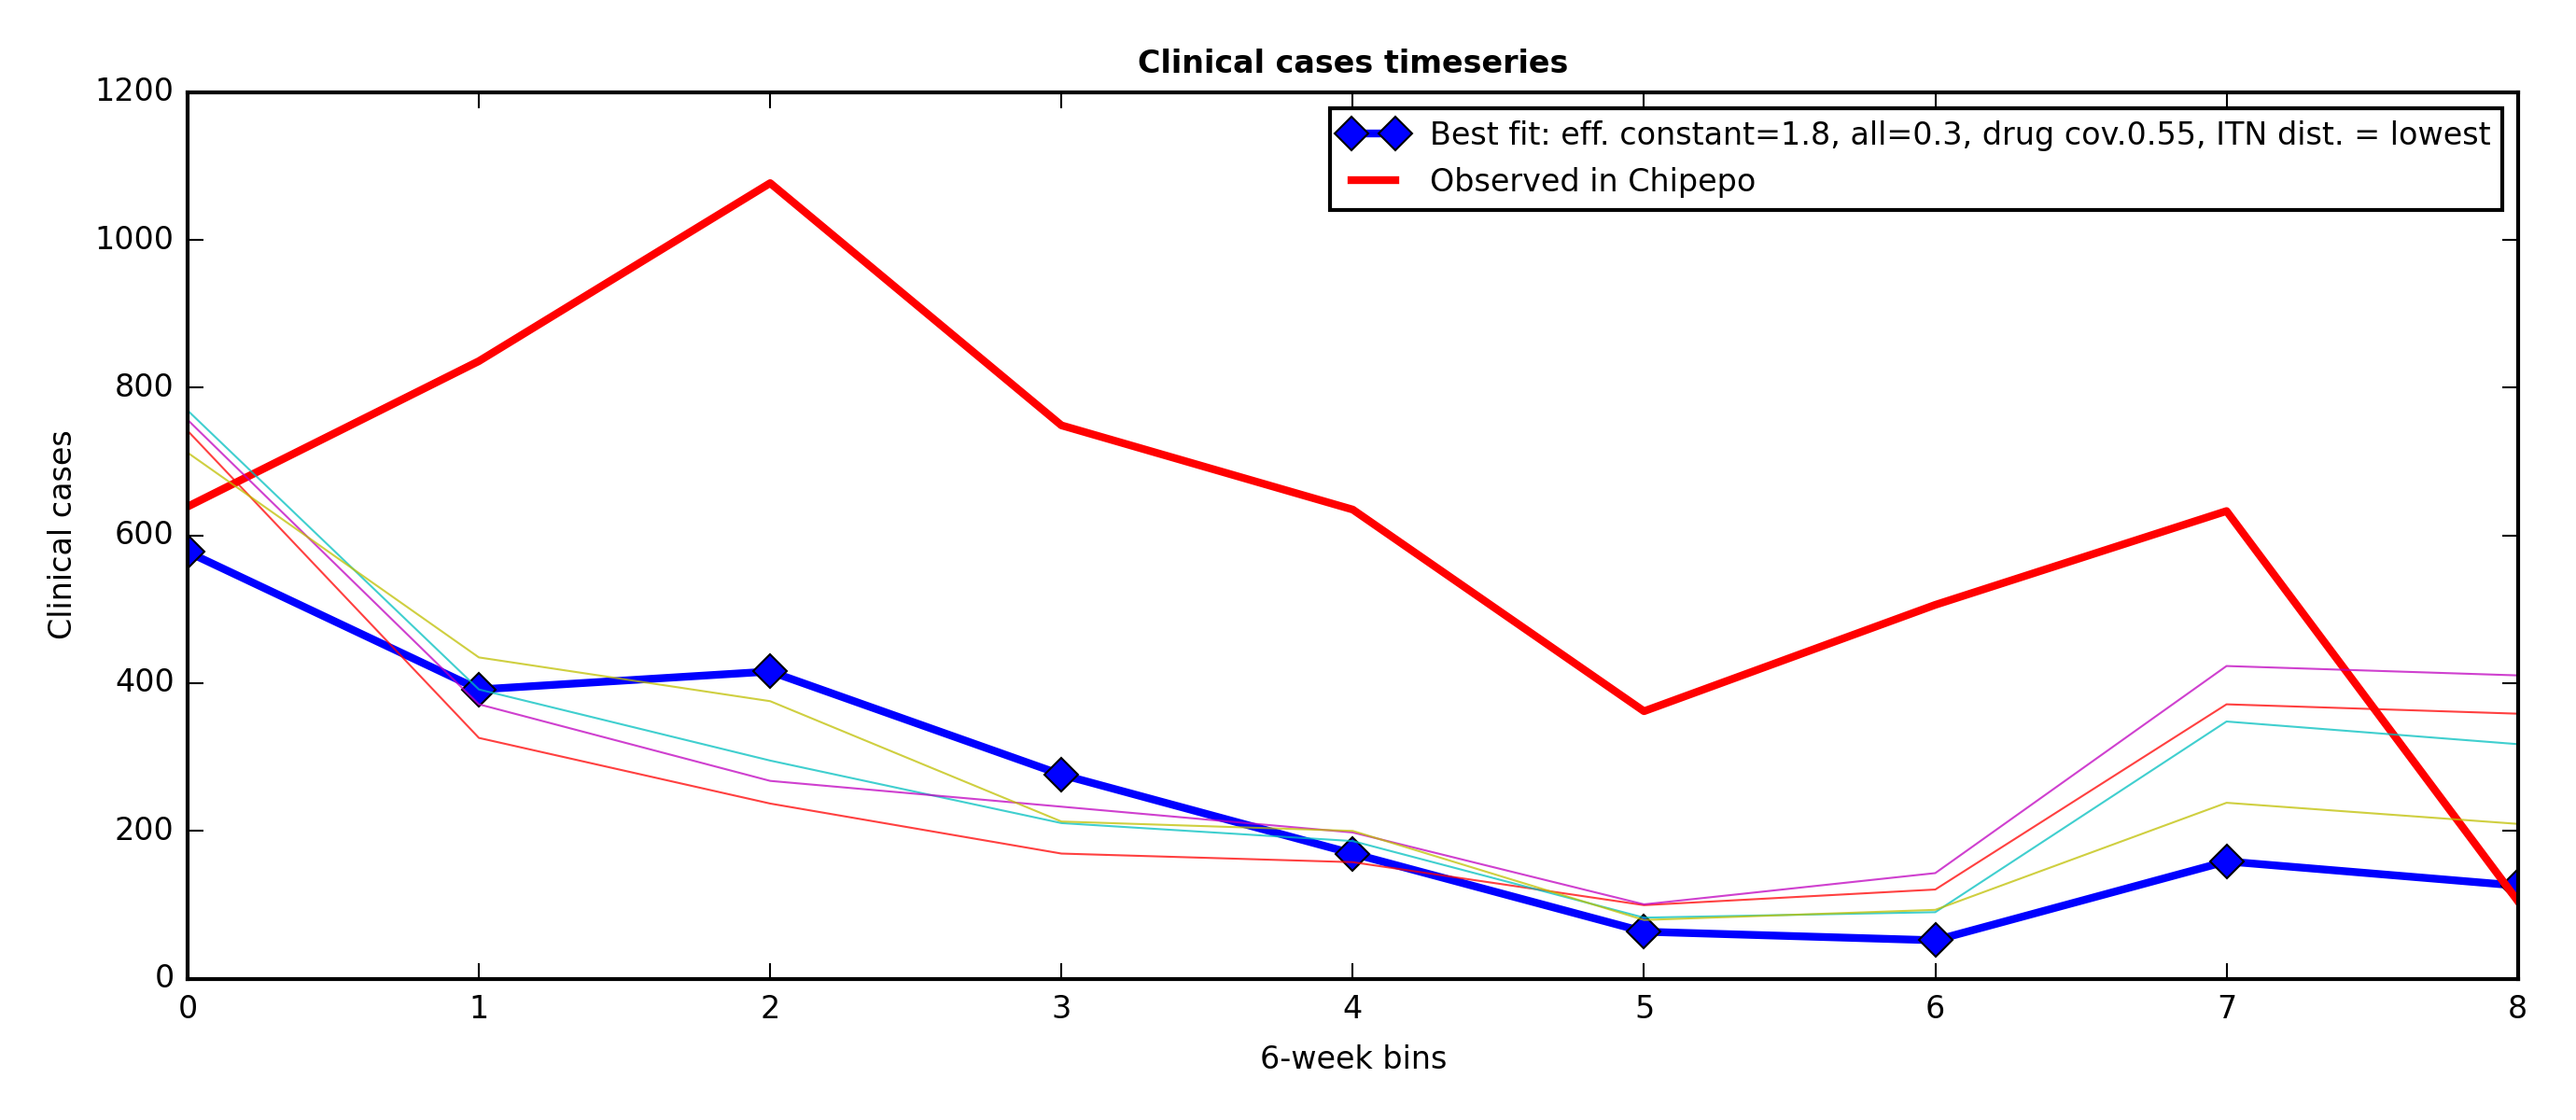 Clinical cases timeseries
1200
1000
800
600
400
200
0
Clinical cases
Best fit: eff. constant=1.8, all=0.3, drug cov.0.55, ITN dist. = lowest
Observed in Chipepo
0 1 2 3 4 5 6 7 8
6-week bins